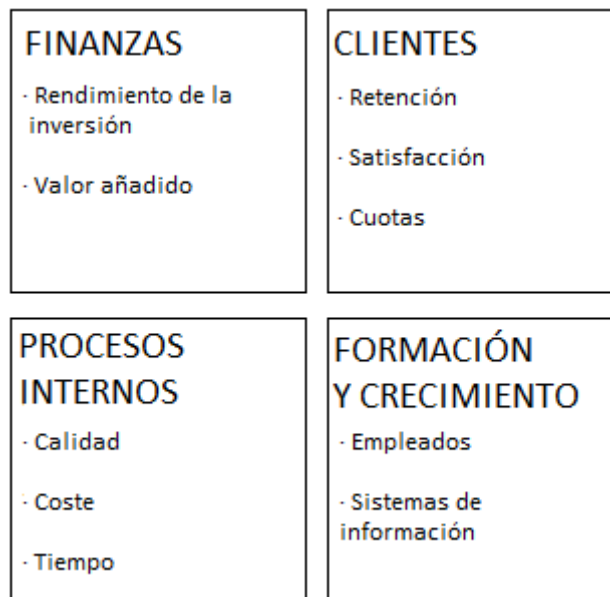 FINANZAS
· Rendimiento de la
inversión
· Valor añadido
CLIENTES
· Retención
· Satisfacción
· Cuotas
PROCESOS
INTERNOS
· Calidad
· Coste
· Tiempo
FORMACIÓN
Y CRECIMIENTO
· Empleados
· Sistemas de
información